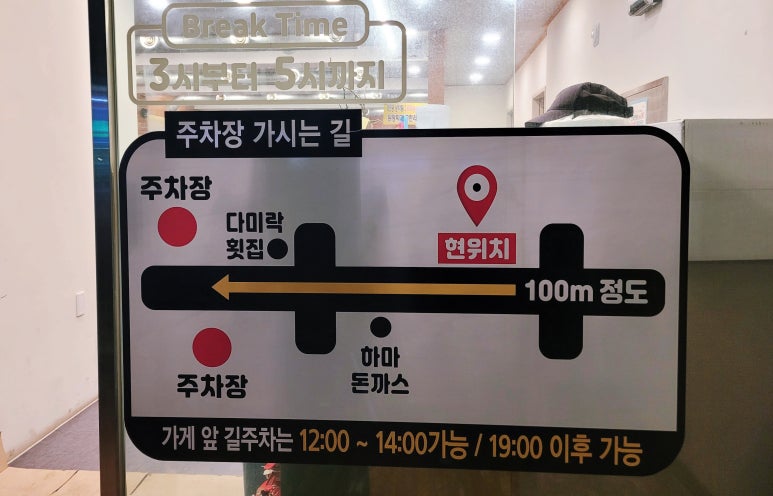 Break Time
3시부터 5시까지
주차장 가시는 길
주차장
다미락
횟집
현위치
100m 정도
주차장
하마
돈까스
가게 앞 길주차는 12:00 ~ 14:00가능 / 19:00 이후 가능